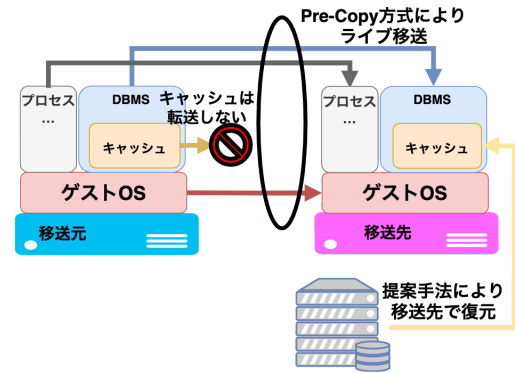 Pre-Copy方式により
ライブ移送
プロセス
…
DBMS
キャッシュは
転送しない
キャッシュ
ゲストOS
移送元
プロセス
…
DBMS
キャッシュ
ゲストOS
移送先
提案手法により
移送先で復元